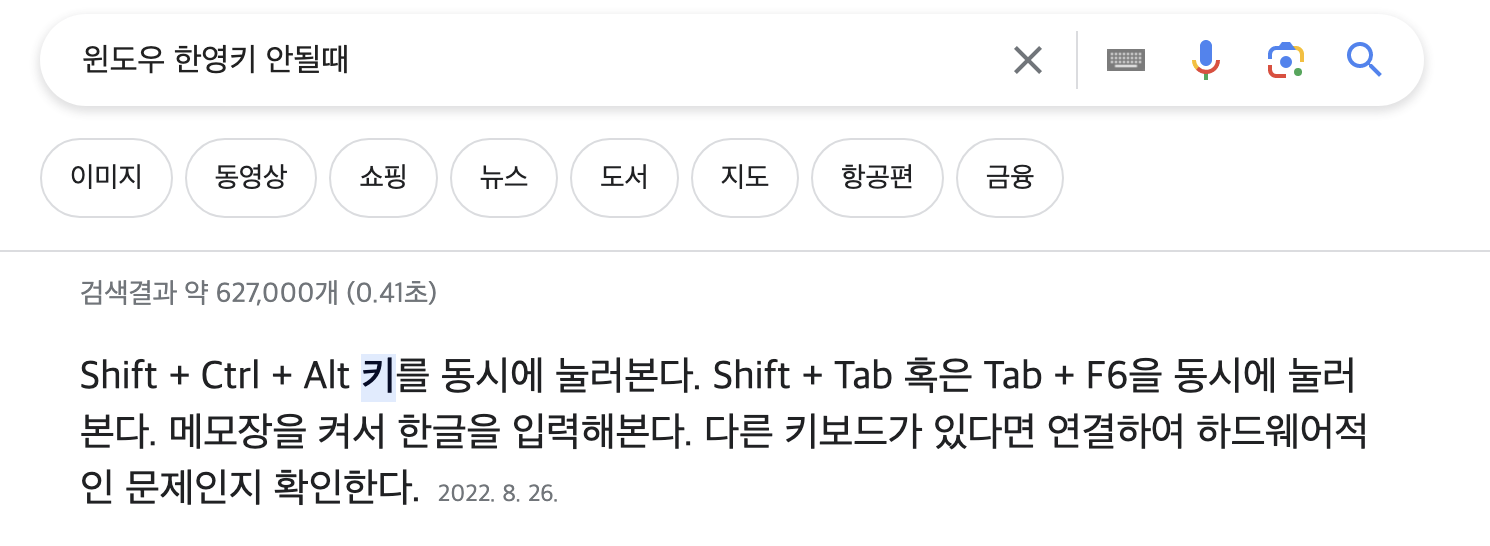 윈도우 한영키 안될때
이미지
동영상
쇼핑
뉴스
도서
지도
항공편
금융
검색결과 약 627,000개 (0.41초)
Shift + Ctrl + Alt 키를 동시에 눌러본다. Shift + Tab 혹은 Tab + F6을 동시에 눌러
본다. 메모장을 켜서 한글을 입력해본다. 다른 키보드가 있다면 연결하여 하드웨어적
인 문제인지 확인한다. 2022. 8. 26.